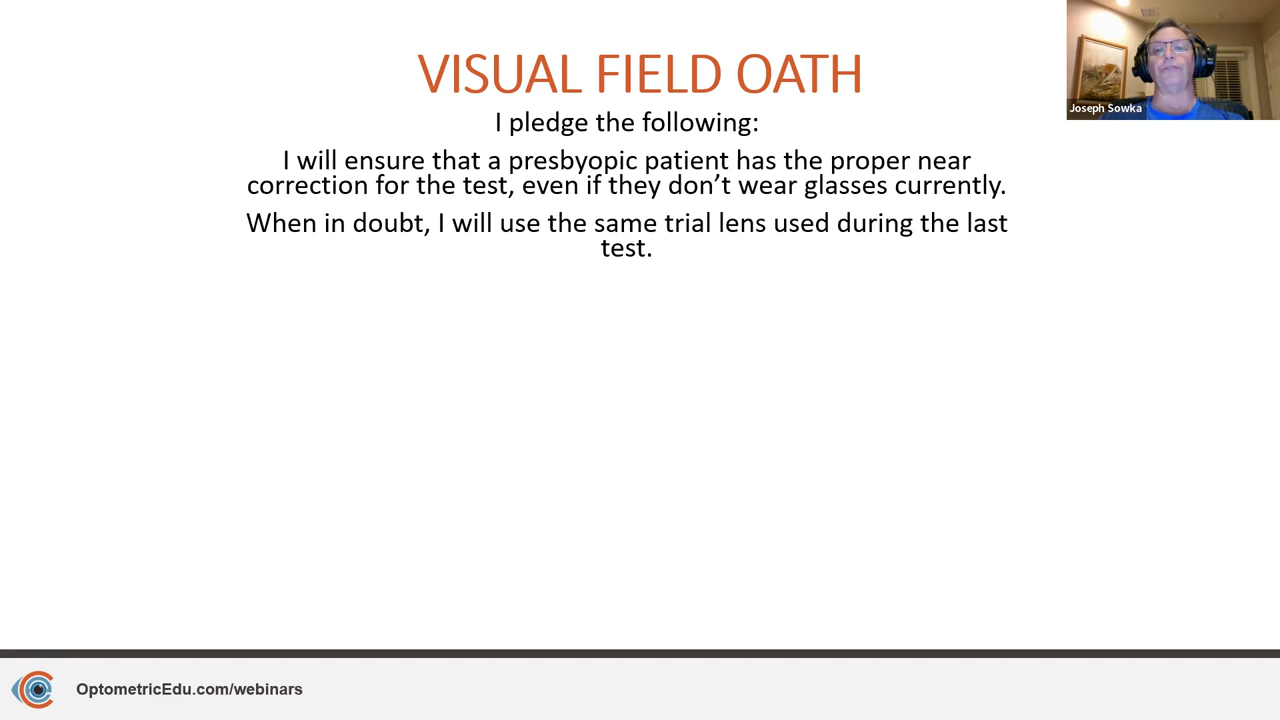 VISUAL FIELD OATH
I pledge the following:
I will ensure that a presbyopic patient has the proper near
correction for the test, even if they don’t wear glasses currently.
When in doubt, I will use the same trial lens used during the last
test.
Joseph Sowka
OptometricEdu.com/webinars